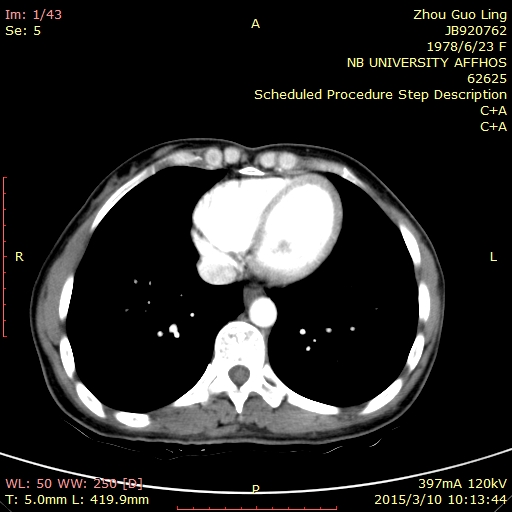 Im: 1/43
Se: 5
A
Zhou Guo Ling
JB920762
1978/6/23 F
NB UNIVERSITY AFFHOS
62625
Scheduled Procedure Step Description
C+A
C+A
R
L
WL: 50 WW: 250 [D]
T: 5.0mm L: 419.9mm
P
397mA 120kV
2015/3/10 10:13:44